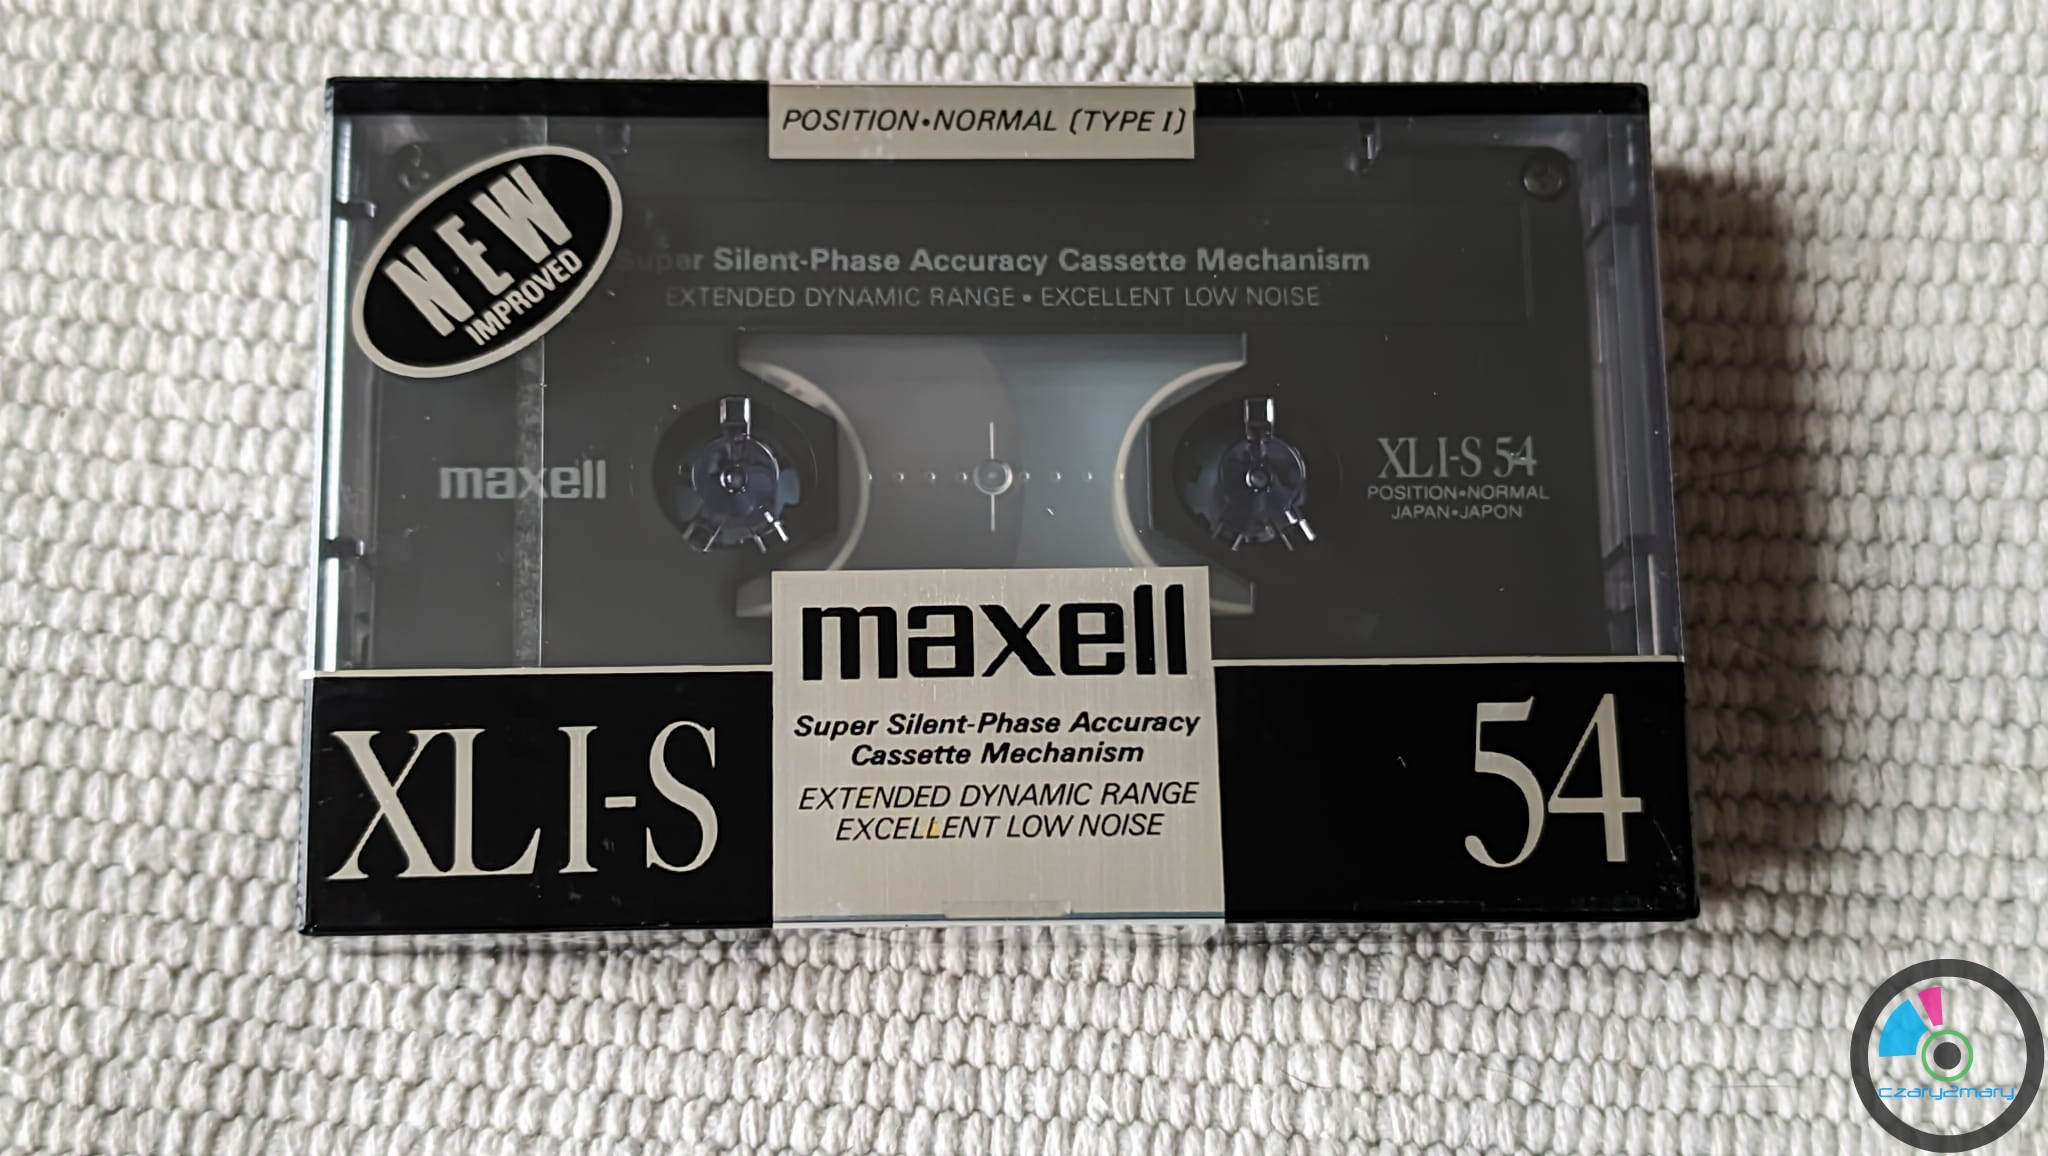 POSITION•NORMAL (TYPE I)
NEW
IMPROVED
Super Silent-Phase Accuracy Cassette Mechanism
EXTENDED DYNAMIC RANGE • EXCELLENT LOW NOISE
maxell
XLI-S 54
POSITION•NORMAL
JAPAN•JAPON
maxell
Super Silent-Phase Accuracy
Cassette Mechanism
EXTENDED DYNAMIC RANGE
EXCELLENT LOW NOISE
XLI-S
54
czary2mary